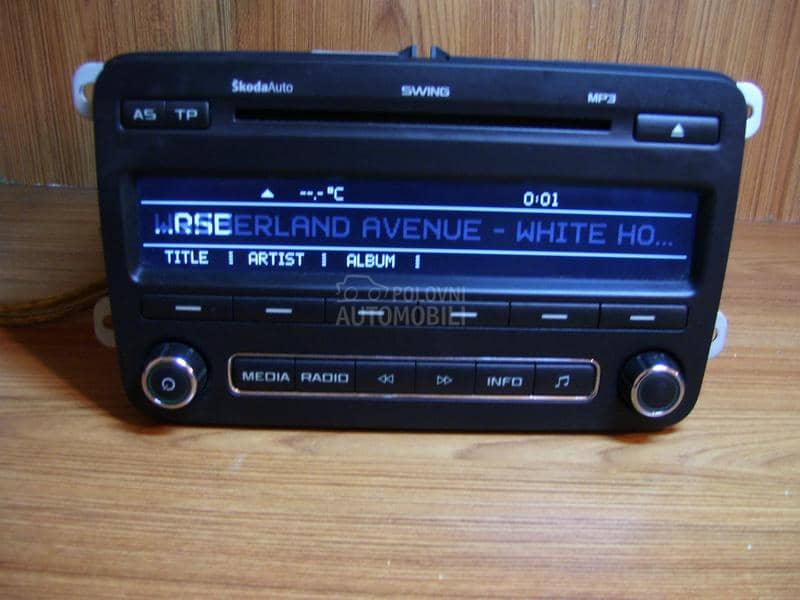 ŠkodaAuto SWING MP3
AS TP
--.-°C 0:01
ERLAND AVENUE - WHITE HO...
TITLE ARTIST ALBUM
POLOVNI
AUTOMOBILI
MEDIA RADIO INFO